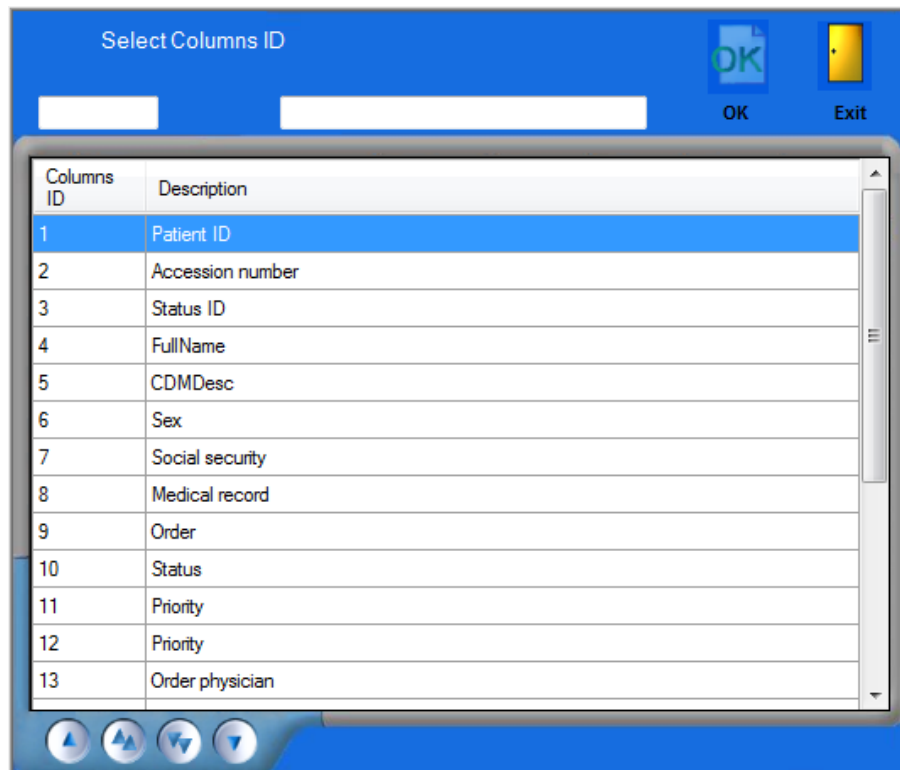 Select Columns ID
OK
OK
Exit
Columns
ID
Description
1 Patient ID
2 Accession number
3 Status ID
4 FullName
5 CDMDesc
6 Sex
7 Social security
8 Medical record
9 Order
10 Status
11 Priority
12 Priority
13 Order physician